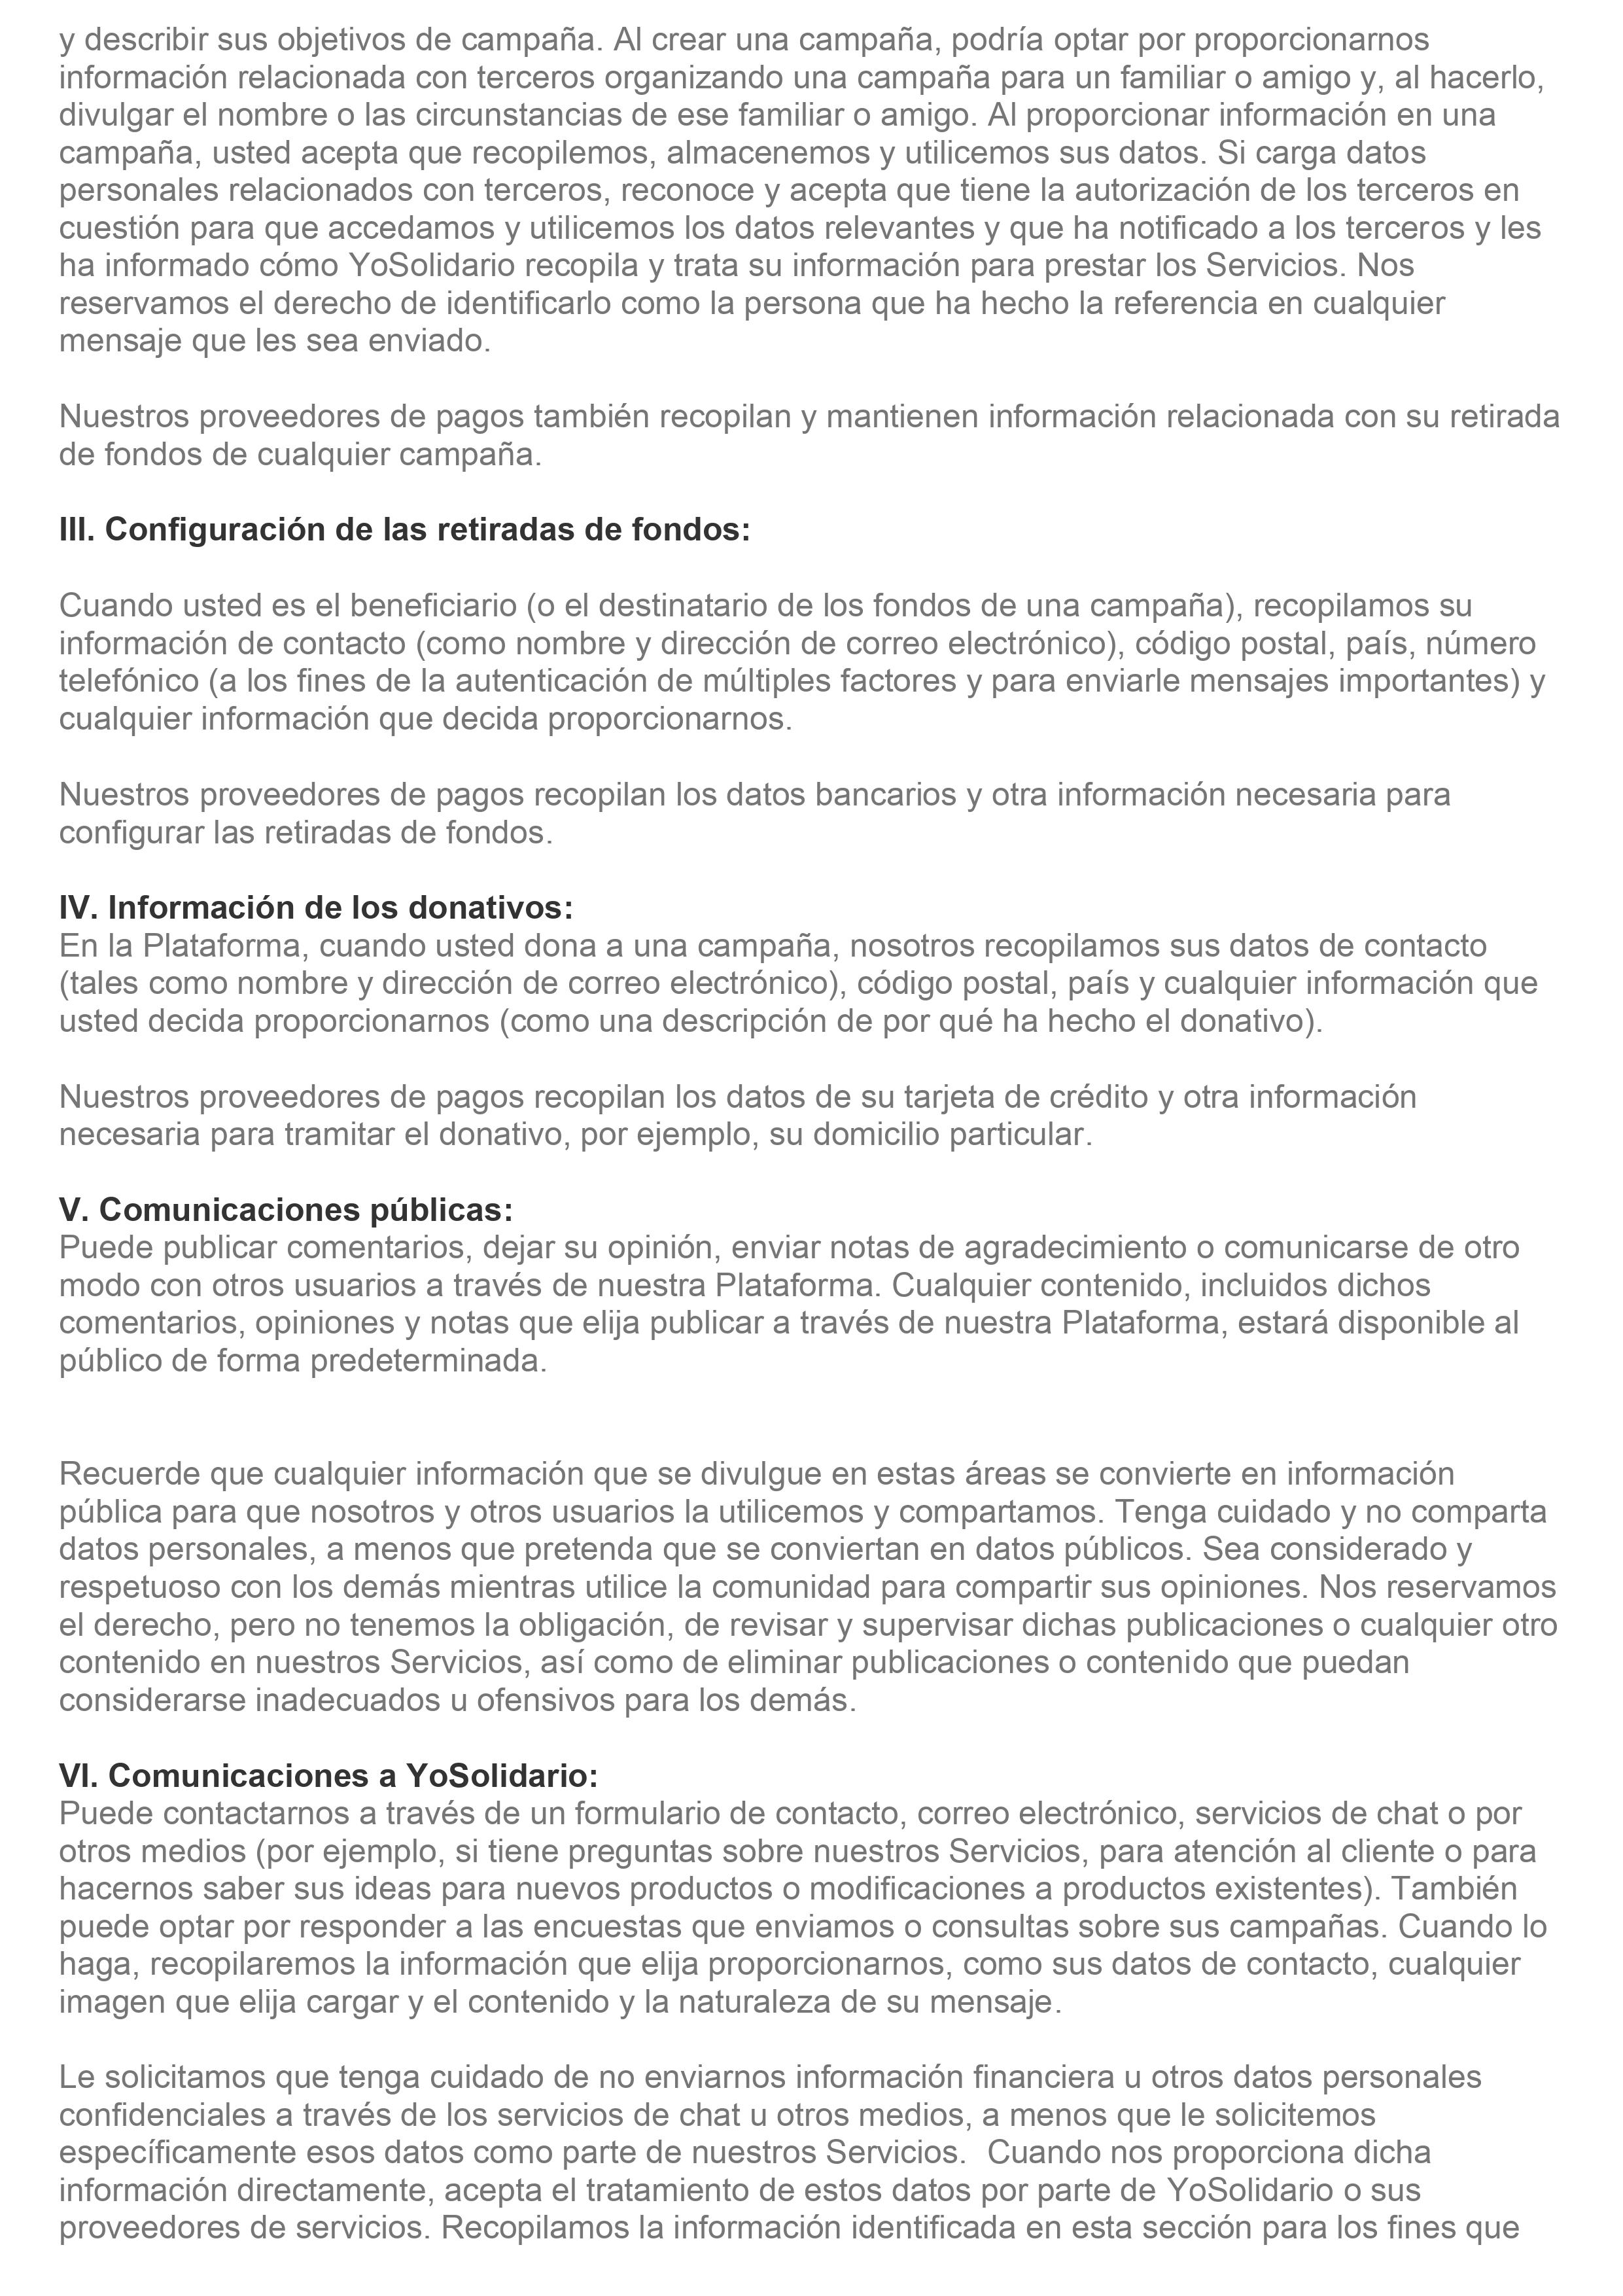 y describir sus objetivos de campaña. Al crear una campaña, podría optar por proporcionarnos
información relacionada con terceros organizando una campaña para un familiar o amigo y, al hacerlo,
divulgar el nombre o las circunstancias de ese familiar o amigo. Al proporcionar información en una
campaña, usted acepta que recopilemos, almacenemos y utilicemos sus datos. Si carga datos
personales relacionados con terceros, reconoce y acepta que tiene la autorización de los terceros en
cuestión para que accedamos y utilicemos los datos relevantes y que ha notificado a los terceros y les
ha informado cómo YoSolidario recopila y trata su información para prestar los Servicios. Nos
reservamos el derecho de identificarlo como la persona que ha hecho la referencia en cualquier
mensaje que les sea enviado.
Nuestros proveedores de pagos también recopilan y mantienen información relacionada con su retirada
de fondos de cualquier campaña.
III. Configuración de las retiradas de fondos:
Cuando usted es el beneficiario (o el destinatario de los fondos de una campaña), recopilamos su
información de contacto (como nombre y dirección de correo electrónico), código postal, país, número
telefónico (a los fines de la autenticación de múltiples factores y para enviarle mensajes importantes) y
cualquier información que decida proporcionarnos.
Nuestros proveedores de pagos recopilan los datos bancarios y otra información necesaria para
configurar las retiradas de fondos.
IV. Información de los donativos:
En la Plataforma, cuando usted dona a una campaña, nosotros recopilamos sus datos de contacto
(tales como nombre y dirección de correo electrónico), código postal, país y cualquier información que
usted decida proporcionarnos (como una descripción de por qué ha hecho el donativo).
Nuestros proveedores de pagos recopilan los datos de su tarjeta de crédito y otra información
necesaria para tramitar el donativo, por ejemplo, su domicilio particular.
V. Comunicaciones públicas:
Puede publicar comentarios, dejar su opinión, enviar notas de agradecimiento o comunicarse de otro
modo con otros usuarios a través de nuestra Plataforma. Cualquier contenido, incluidos dichos
comentarios, opiniones y notas que elija publicar a través de nuestra Plataforma, estará disponible al
público de forma predeterminada.
Recuerde que cualquier información que se divulgue en estas áreas se convierte en información
pública para que nosotros y otros usuarios la utilicemos y compartamos. Tenga cuidado y no comparta
datos personales, a menos que pretenda que se conviertan en datos públicos. Sea considerado y
respetuoso con los demás mientras utilice la comunidad para compartir sus opiniones. Nos reservamos
el derecho, pero no tenemos la obligación, de revisar y supervisar dichas publicaciones o cualquier otro
contenido en nuestros Servicios, así como de eliminar publicaciones o contenido que puedan
considerarse inadecuados u ofensivos para los demás.
VI. Comunicaciones a YoSolidario:
Puede contactarnos a través de un formulario de contacto, correo electrónico, servicios de chat o por
otros medios (por ejemplo, si tiene preguntas sobre nuestros Servicios, para atención al cliente o para
hacernos saber sus ideas para nuevos productos o modificaciones a productos existentes). También
puede optar por responder a las encuestas que enviamos o consultas sobre sus campañas. Cuando lo
haga, recopilaremos la información que elija proporcionarnos, como sus datos de contacto, cualquier
imagen que elija cargar y el contenido y la naturaleza de su mensaje.
Le solicitamos que tenga cuidado de no enviarnos información financiera u otros datos personales
confidenciales a través de los servicios de chat u otros medios, a menos que le solicitemos
específicamente esos datos como parte de nuestros Servicios.  Cuando nos proporciona dicha
información directamente, acepta el tratamiento de estos datos por parte de YoSolidario o sus
proveedores de servicios. Recopilamos la información identificada en esta sección para los fines que